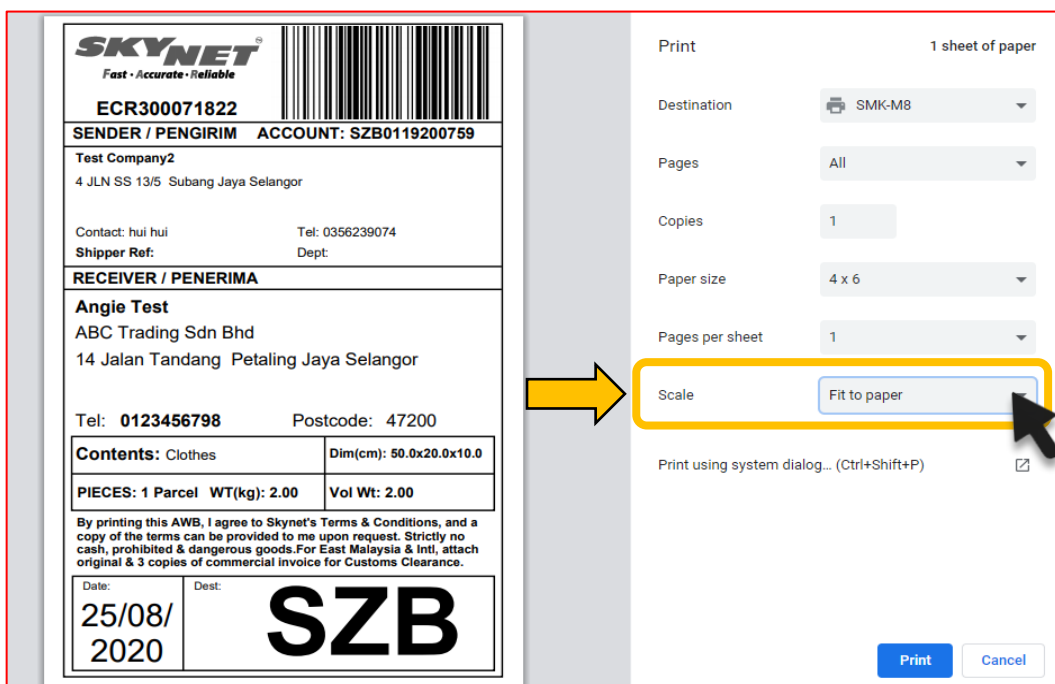 SKYNET ®
Fast • Accurate • Reliable
ECR300071822
SENDER / PENGIRIM ACCOUNT: SZB0119200759
Test Company2
4 JLN SS 13/5 Subang Jaya Selangor
Contact: hui hui Tel: 0356239074
Shipper Ref: Dept:
RECEIVER / PENERIMA
Angie Test
ABC Trading Sdn Bhd
14 Jalan Tandang Petaling Jaya Selangor
Tel: 0123456798 Postcode: 47200
Contents: Clothes Dim(cm): 50.0x20.0x10.0
PIECES: 1 Parcel WT(kg): 2.00 Vol Wt: 2.00
By printing this AWB, I agree to Skynet's Terms & Conditions, and a
copy of the terms can be provided to me upon request. Strictly no
cash, prohibited & dangerous goods.For East Malaysia & Intl, attach
original & 3 copies of commercial invoice for Customs Clearance.
Date: Dest:
25/08/
2020
SZB
Print 1 sheet of paper
Destination SMK-M8
Pages All
Copies 1
Paper size 4 x 6
Pages per sheet 1
Scale Fit to paper
Print using system dialog... (Ctrl+Shift+P)
Print Cancel